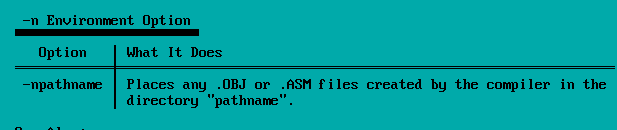 -n Environment Option
Option What It Does
-npathname Places any .OBJ or .ASM files created by the compiler in the
directory "pathname".